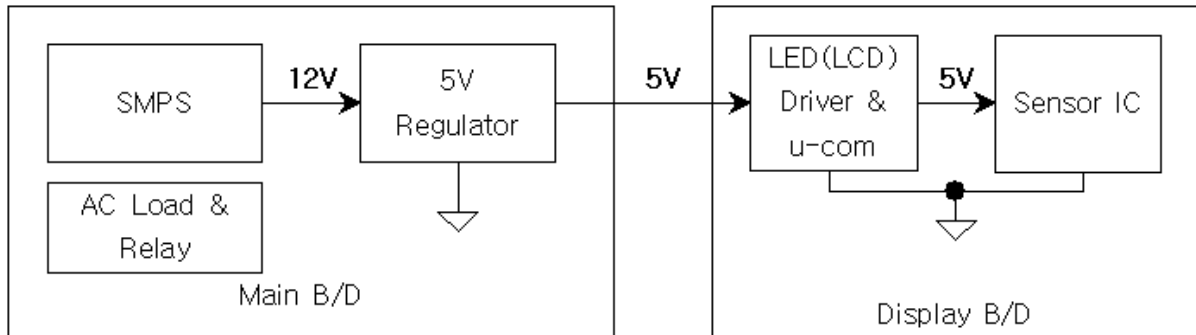 SMPS
12V
5V
Regulator
5V
LED(LCD)
Driver &
u-com
5V
Sensor IC
AC Load &
Relay
Main B/D
Display B/D